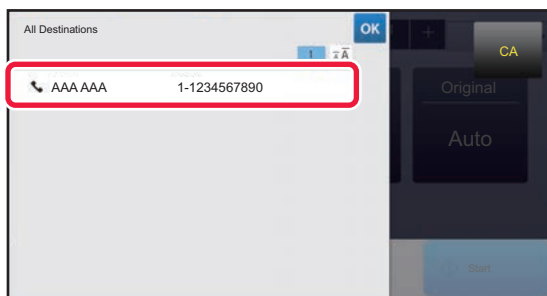 All Destinations
OK
CA
1
AAA AAA 1-1234567890
Original
Auto
Start